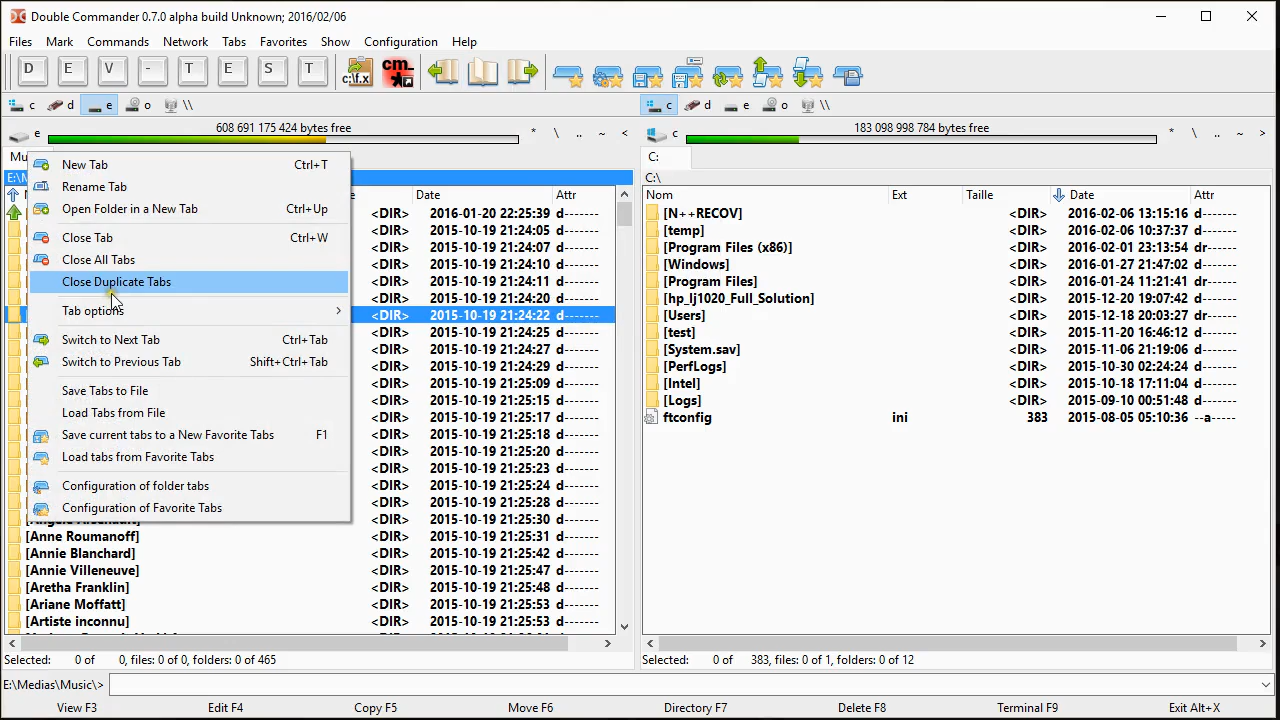 Double Commander 0.7.0 alpha build Unknown; 2016/02/06
Files Mark Commands Network Tabs Favorites Show Configuration Help
D E V - T E S T c:\f.x cm_
c d e o \\ c d e o \\
e 608 691 175 424 bytes free * \ .. ~ < c 183 098 998 784 bytes free * \ .. ~ >
C:
C:\
Date Attr
Nom Ext Taille Date Attr
New Tab Ctrl+T
Rename Tab
Open Folder in a New Tab Ctrl+Up
Close Tab Ctrl+W
Close All Tabs
Close Duplicate Tabs
Tab options
Switch to Next Tab Ctrl+Tab
Switch to Previous Tab Shift+Ctrl+Tab
Save Tabs to File
Load Tabs from File
Save current tabs to a New Favorite Tabs F1
Load tabs from Favorite Tabs
Configuration of folder tabs
Configuration of Favorite Tabs
<DIR> 2016-01-20 22:25:39 d-------
<DIR> 2015-10-19 21:24:05 d-------
<DIR> 2015-10-19 21:24:07 d-------
<DIR> 2015-10-19 21:24:10 d-------
<DIR> 2015-10-19 21:24:11 d-------
<DIR> 2015-10-19 21:24:20 d-------
<DIR> 2015-10-19 21:24:22 d-------
<DIR> 2015-10-19 21:24:25 d-------
<DIR> 2015-10-19 21:24:27 d-------
<DIR> 2015-10-19 21:24:29 d-------
<DIR> 2015-10-19 21:25:09 d-------
<DIR> 2015-10-19 21:25:15 d-------
<DIR> 2015-10-19 21:25:17 d-------
<DIR> 2015-10-19 21:25:18 d-------
<DIR> 2015-10-19 21:25:20 d-------
<DIR> 2015-10-19 21:25:23 d-------
<DIR> 2015-10-19 21:25:24 d-------
<DIR> 2015-10-19 21:25:28 d-------
<DIR> 2015-10-19 21:25:30 d-------
[Anne Roumanoff] <DIR> 2015-10-19 21:25:31 d-------
[Annie Blanchard] <DIR> 2015-10-19 21:25:42 d-------
[Annie Villeneuve] <DIR> 2015-10-19 21:25:47 d-------
[Aretha Franklin] <DIR> 2015-10-19 21:25:48 d-------
[Ariane Moffatt] <DIR> 2015-10-19 21:25:53 d-------
[Artiste inconnu] <DIR> 2015-10-19 21:25:53 d-------
[N++RECOV] <DIR> 2016-02-06 13:15:16 d-------
[temp] <DIR> 2016-02-06 10:37:37 d-------
[Program Files (x86)] <DIR> 2016-02-01 23:13:54 dr------
[Windows] <DIR> 2016-01-27 21:47:02 d-------
[Program Files] <DIR> 2016-01-24 11:21:41 dr------
[hp_lj1020_Full_Solution] <DIR> 2015-12-20 19:07:42 d-------
[Users] <DIR> 2015-12-18 20:03:27 dr------
[test] <DIR> 2015-11-20 16:46:12 d-------
[System.sav] <DIR> 2015-11-06 21:19:06 d-------
[PerfLogs] <DIR> 2015-10-30 02:24:24 d-------
[Intel] <DIR> 2015-10-18 17:11:04 d-------
[Logs] <DIR> 2015-09-10 00:51:48 d-------
ftconfig ini 383 2015-08-05 05:10:36 --a-----
Selected: 0 of 0, files: 0 of 0, folders: 0 of 465
Selected: 0 of 383, files: 0 of 1, folders: 0 of 12
E:\Medias\Music\>
View F3 Edit F4 Copy F5 Move F6 Directory F7 Delete F8 Terminal F9 Exit Alt+X